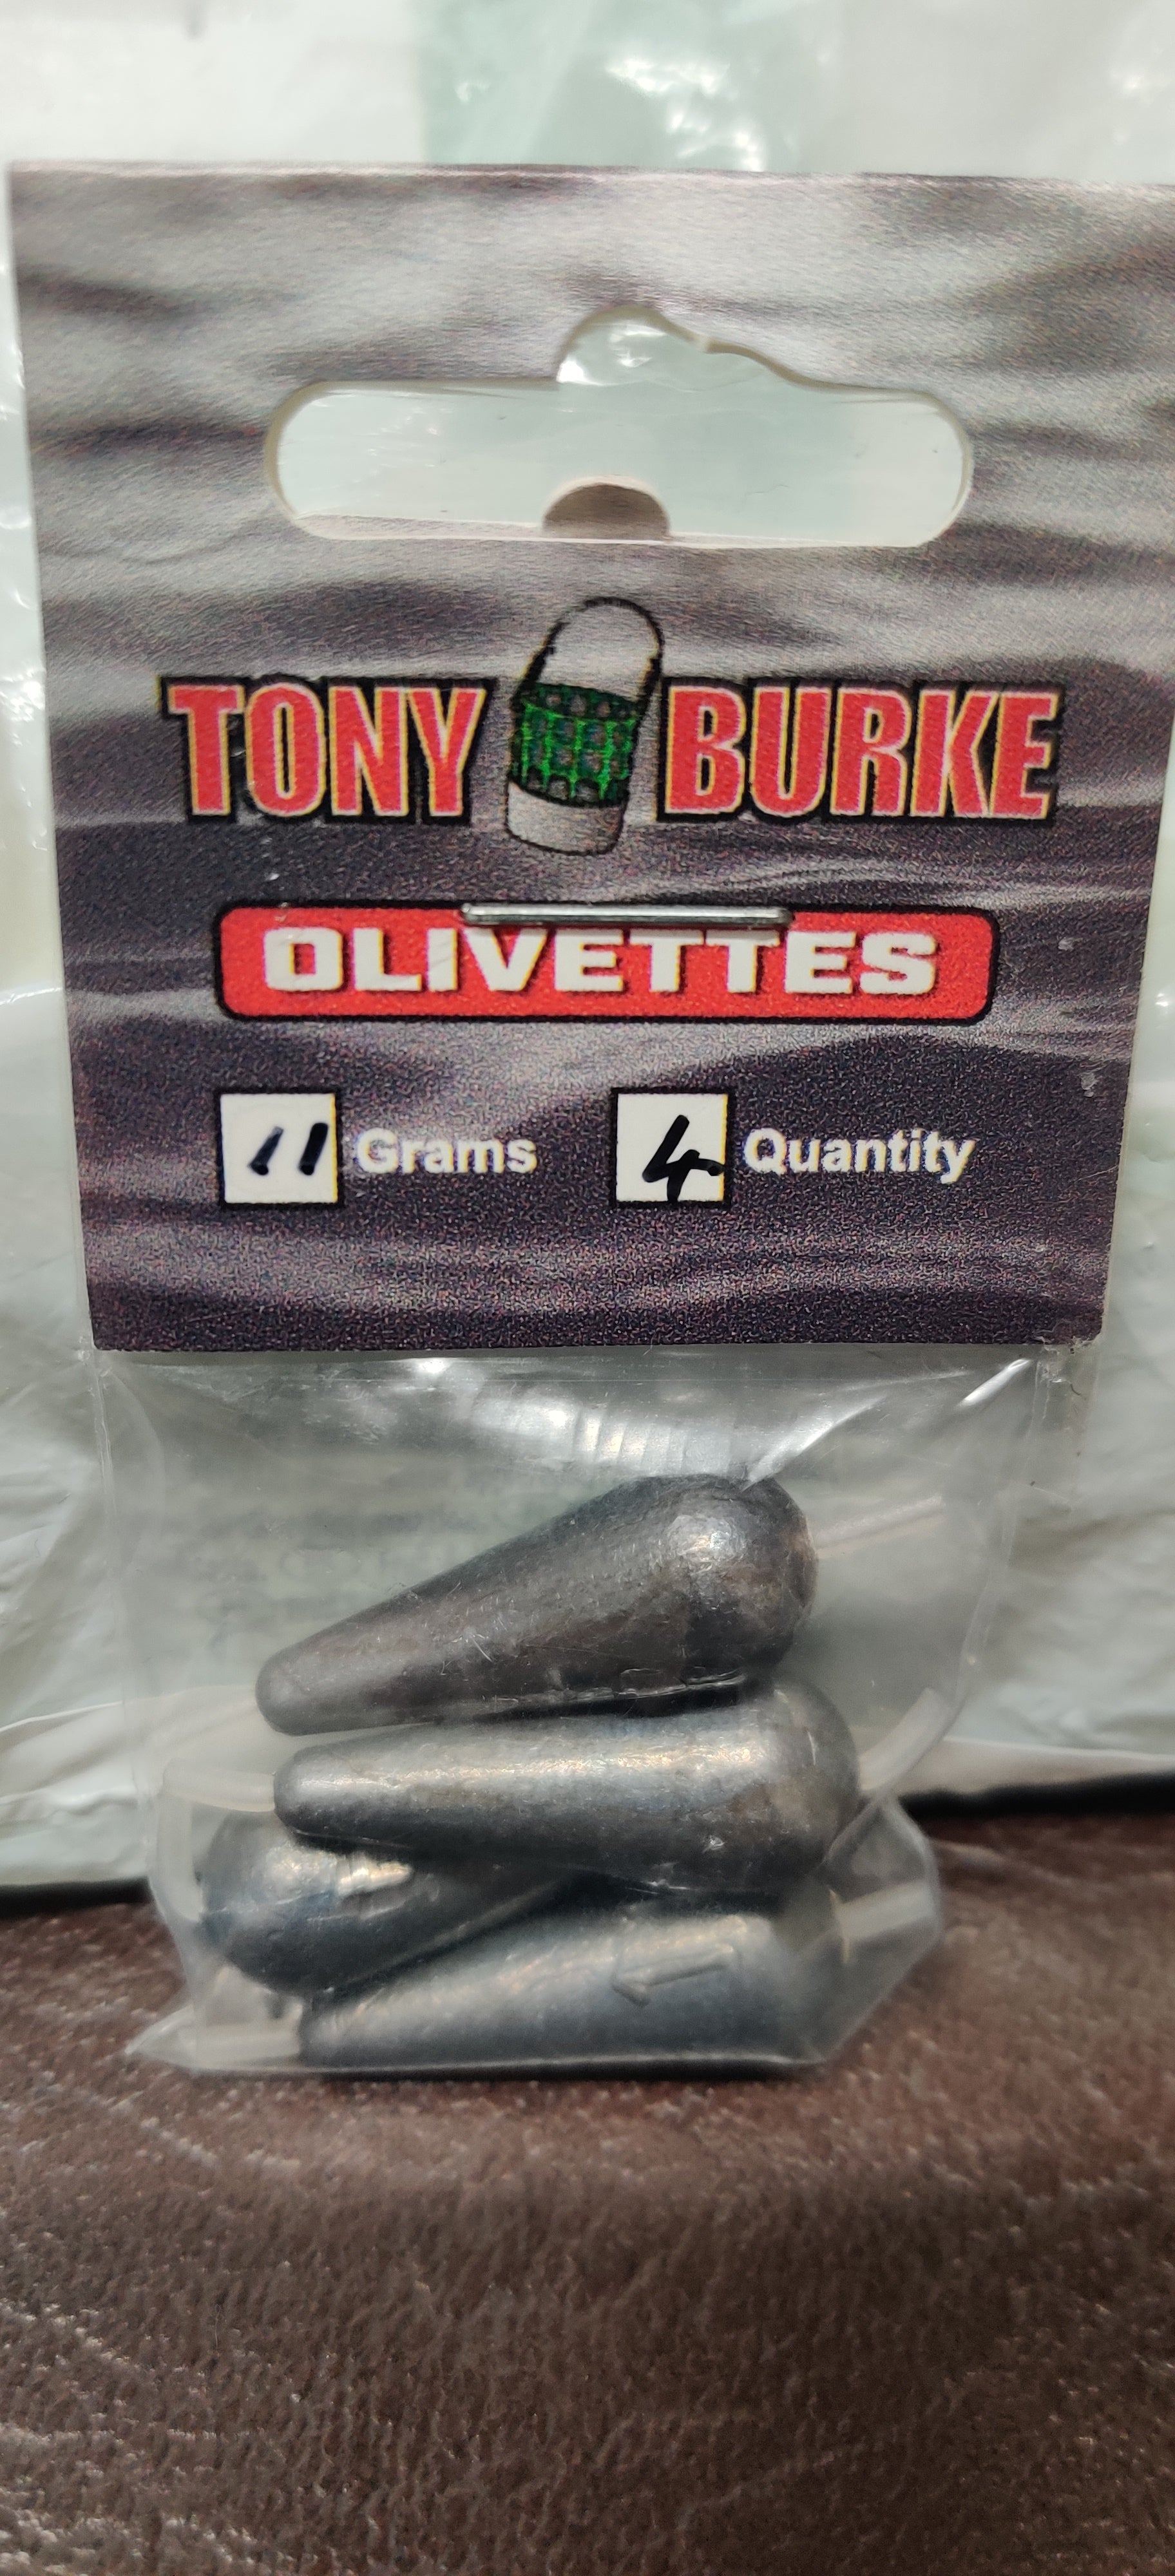 TONY BURKE
OLIVETTES
11 Grams 4 Quantity